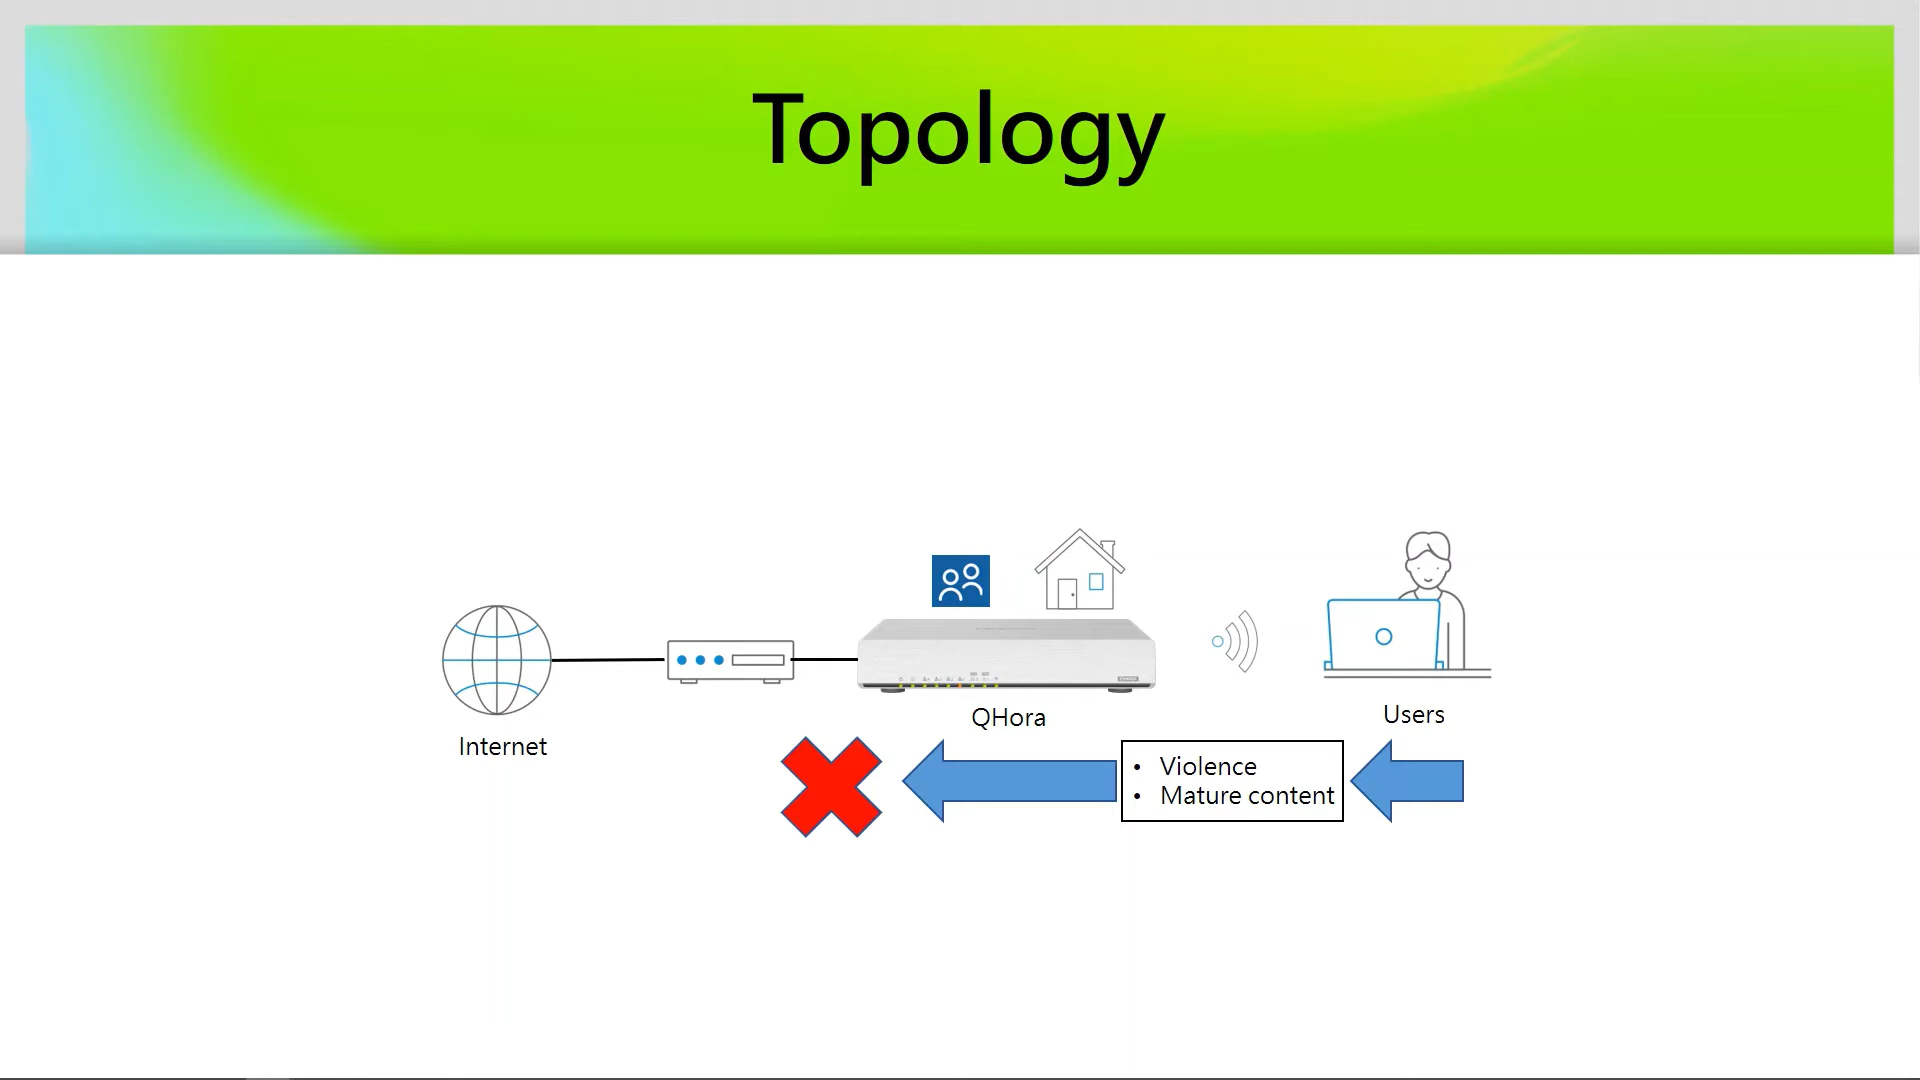 Topology
QHora
Users
Internet
• Violence
• Mature content